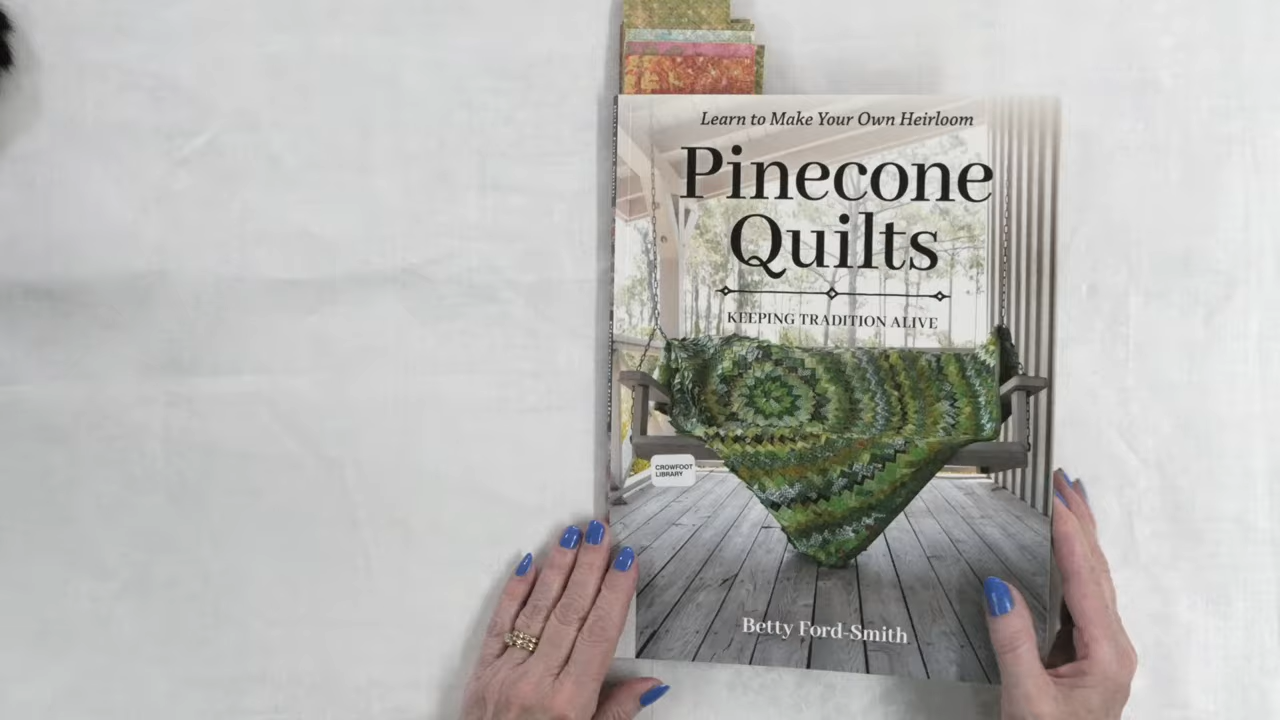 Learn to Make Your Own Heirloom
Pinecone
Quilts
KEEPING TRADITION ALIVE
CROWFOOT
LIBRARY
Betty Ford-Smith